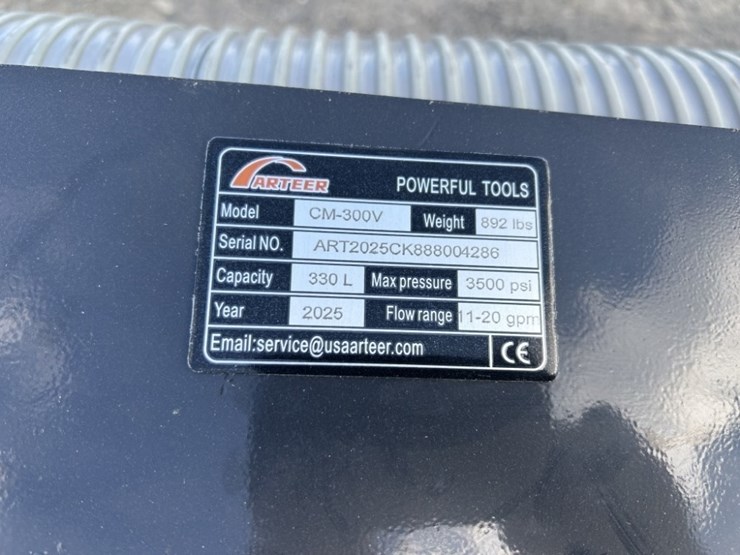 ARTEER POWERFUL TOOLS
Model CM-300V Weight 892 lbs
Serial NO. ART2025CK888004286
Capacity 330 L Max pressure 3500 psi
Year 2025 Flow range 11-20 gpm
Email:service@usaarteer.com CE